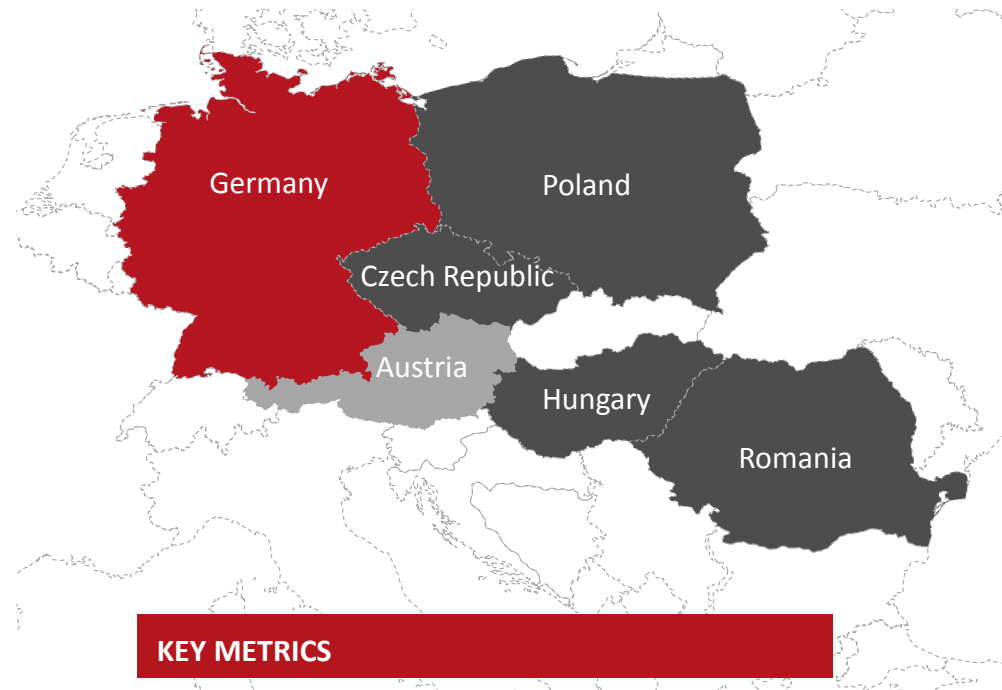 Germany
Poland
Czech Republic
Austria
Hungary
Romania
KEY METRICS